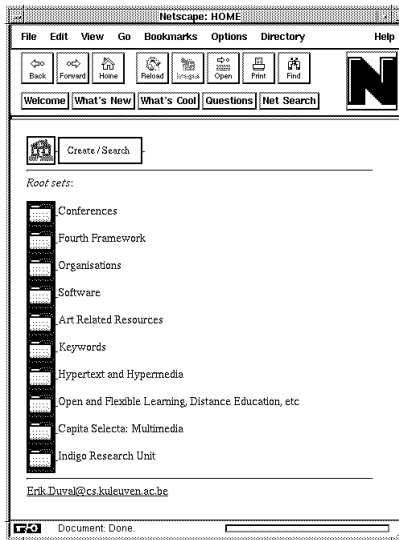 Netscape: HOME
File Edit View Go Bookmarks Options Directory Help
Back Forward Home Reload Images Open Print Find
Welcome What's New What's Cool Questions Net Search
N
Create / Search
Root sets:
Conferences
Fourth Framework
Organisations
Software
Art Related Resources
Keywords
Hypertext and Hypermedia
Open and Flexible Learning, Distance Education, etc
Capita Selecta: Multimedia
Indigo Research Unit
Erik.Duval@cs.kuleuven.ac.be
Document: Done.